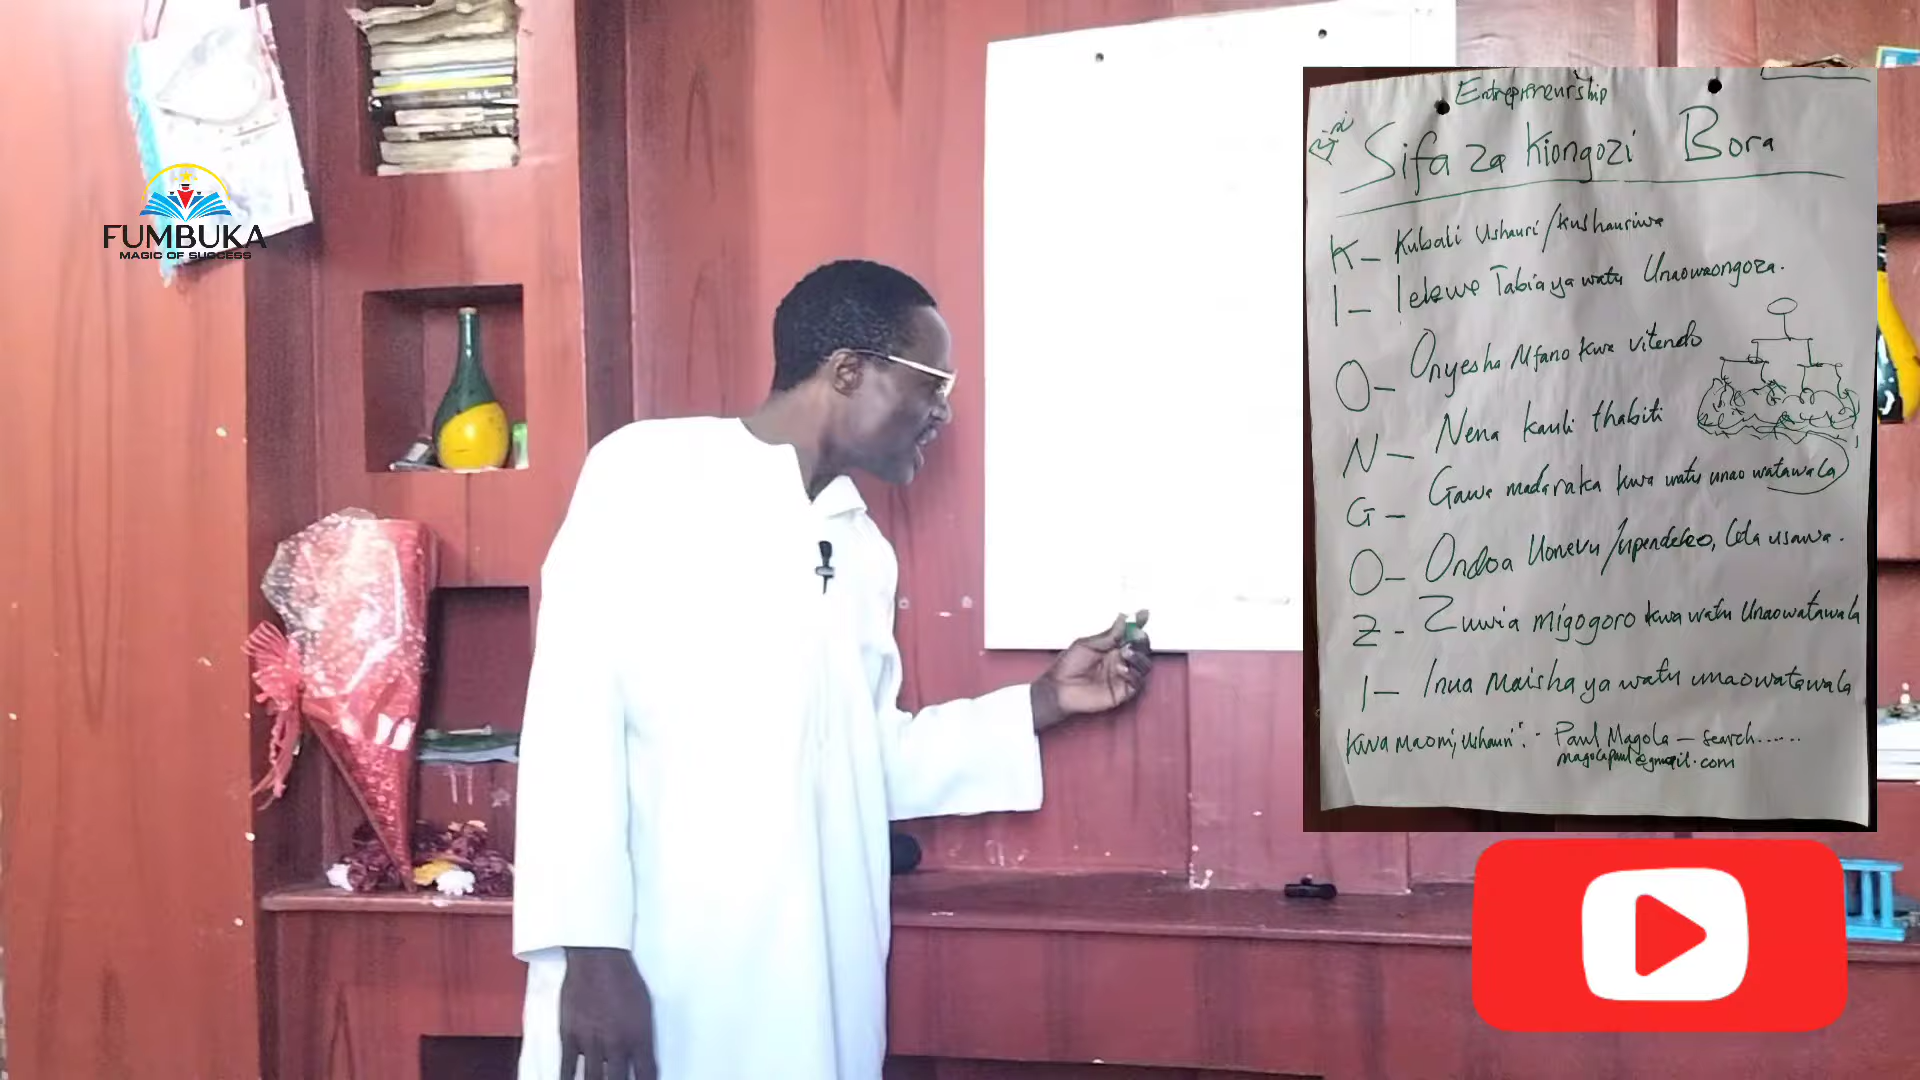 FUMBUKA
MAGIC OF SUCCESS
Entrepreneurship
Sifa za Kiongozi Bora
K- Kubali Ushauri/kushauriwa
I- Ielewe Tabia ya watu Unaowaongoza.
O- Onyesha Mfano kwa vitendo
N- Nena kauli thabiti
G- Gawa madaraka kwa watu unao watawala
O- Ondoa Uonevu/upendeleo, Leta usawa.
Z- Zuwia migogoro kwa watu Unaowatawala
I- Inua Maisha ya watu unaowatawala
Kwa Maoni, Ushauri:- Paul Magola - search......
magolapaul@gmail.com